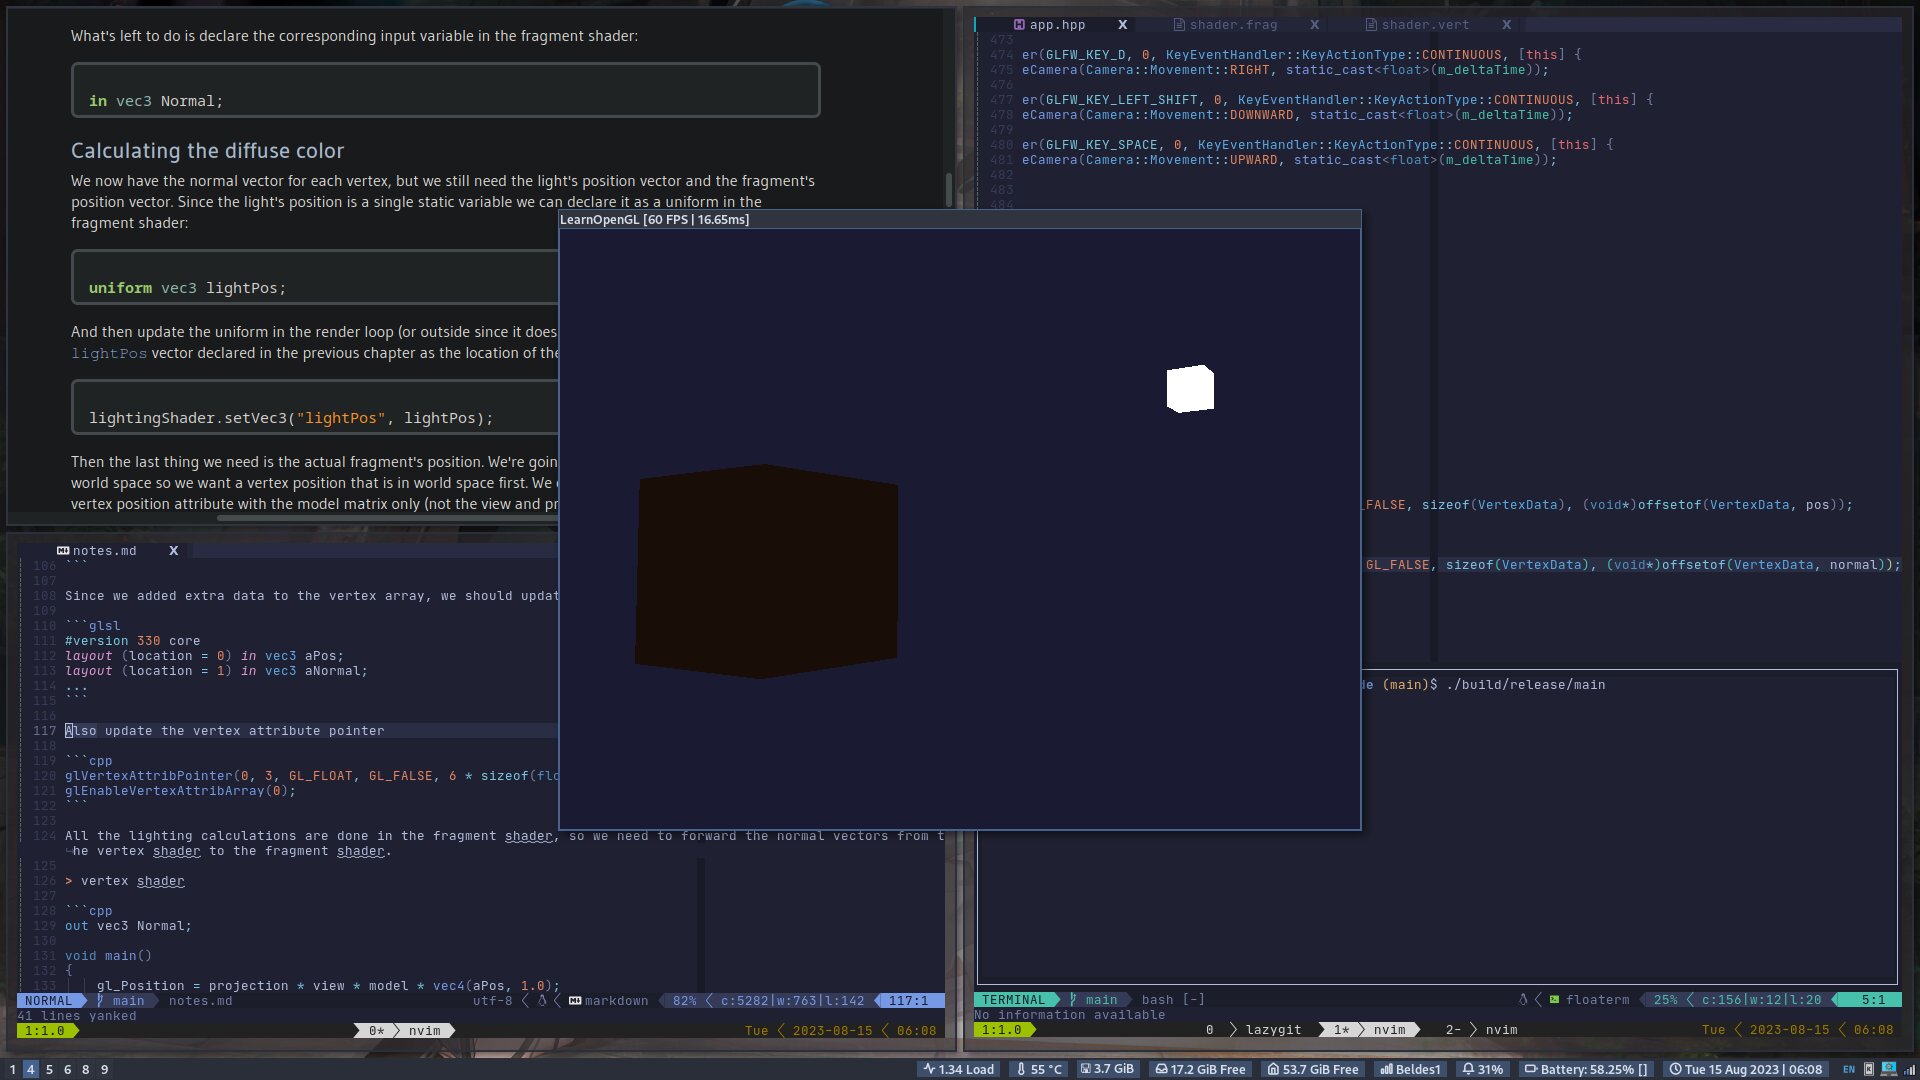 What's left to do is declare the corresponding input variable in the fragment shader:
in vec3 Normal;
Calculating the diffuse color
We now have the normal vector for each vertex, but we still need the light's position vector and the fragment's
position vector. Since the light's position is a single static variable we can declare it as a uniform in the
fragment shader:
uniform vec3 lightPos;
And then update the uniform in the render loop (or outside since it does
lightPos vector declared in the previous chapter as the location of the
lightingShader.setVec3("lightPos", lightPos);
Then the last thing we need is the actual fragment's position. We're goin
world space so we want a vertex position that is in world space first. We
vertex position attribute with the model matrix only (not the view and pr
app.hpp X shader.frag X shader.vert X
473
474 er(GLFW_KEY_D, 0, KeyEventHandler::KeyActionType::CONTINUOUS, [this] {
475 eCamera(Camera::Movement::RIGHT, static_cast<float>(m_deltaTime));
476
477 er(GLFW_KEY_LEFT_SHIFT, 0, KeyEventHandler::KeyActionType::CONTINUOUS, [this] {
478 eCamera(Camera::Movement::DOWNWARD, static_cast<float>(m_deltaTime));
479
480 er(GLFW_KEY_SPACE, 0, KeyEventHandler::KeyActionType::CONTINUOUS, [this] {
481 eCamera(Camera::Movement::UPWARD, static_cast<float>(m_deltaTime));
482
483
484
LearnOpenGL [60 FPS | 16.65ms]
_FALSE, sizeof(VertexData), (void*)offsetof(VertexData, pos));
GL_FALSE, sizeof(VertexData), (void*)offsetof(VertexData, normal));
notes.md X
106 ```
107
108 Since we added extra data to the vertex array, we should updat
109
110 ```glsl
111 #version 330 core
112 layout (location = 0) in vec3 aPos;
113 layout (location = 1) in vec3 aNormal;
114 ...
115 ```
116
117 Also update the vertex attribute pointer
118
119 ```cpp
120 glVertexAttribPointer(0, 3, GL_FLOAT, GL_FALSE, 6 * sizeof(flo
121 glEnableVertexAttribArray(0);
122 ```
123
124 All the lighting calculations are done in the fragment shader, so we need to forward the normal vectors from t
he vertex shader to the fragment shader.
125
126 > vertex shader
127
128 ```cpp
129 out vec3 Normal;
130
131 void main()
132 {
133 gl_Position = projection * view * model * vec4(aPos, 1.0);
NORMAL main notes.md utf-8 markdown 82% c:5282|w:763|l:142 117:1
41 lines yanked
1:1.0 0* nvim Tue 2023-08-15 06:08
de (main)$ ./build/release/main
TERMINAL main bash [-] floaterm 25% c:156|w:12|l:20 5:1
No information available
1:1.0 0 lazygit 1* nvim 2- nvim Tue 2023-08-15 06:08
1 4 5 6 8 9 1.34 Load 55 °C 3.7 GiB 17.2 GiB Free 53.7 GiB Free Beldes1 31% Battery: 58.25% [] Tue 15 Aug 2023 | 06:08 EN